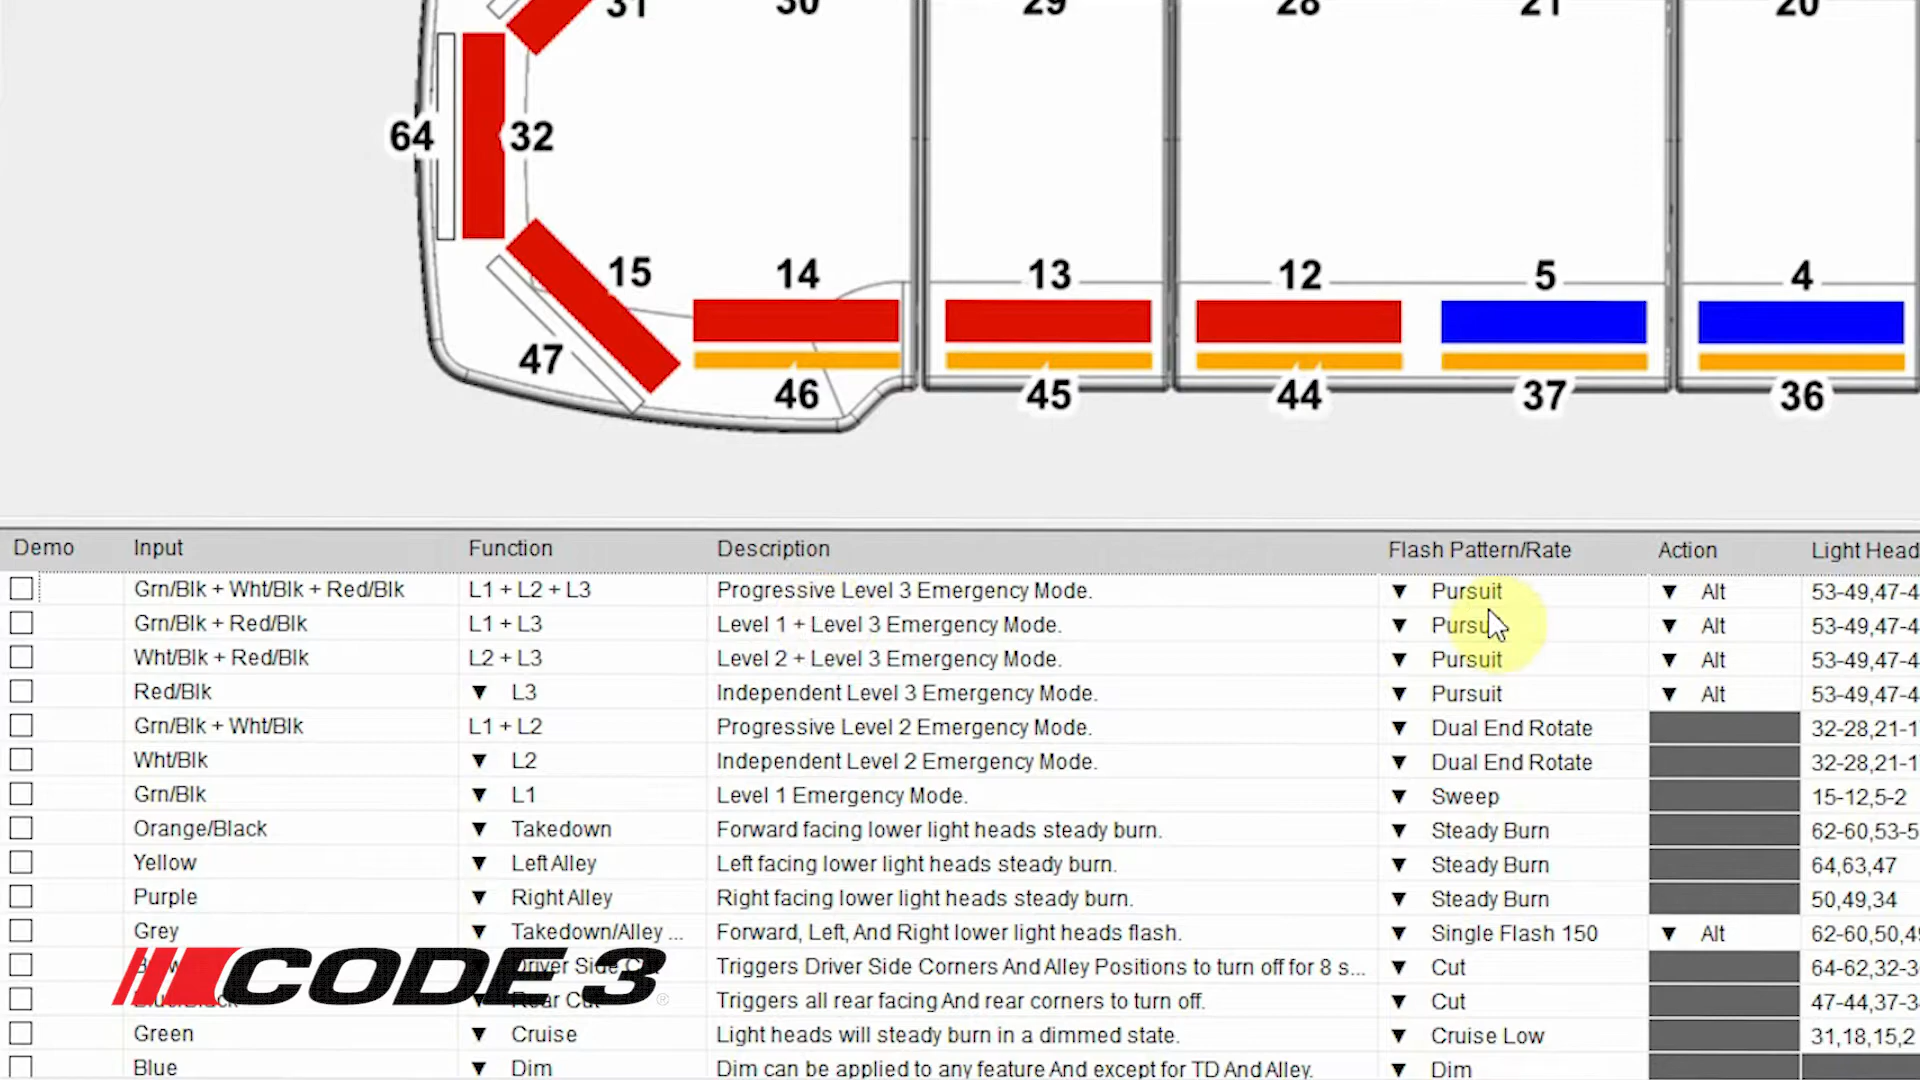 31 30 29 28 21 20
64 32
15 14 13 12 5 4
47 46 45 44 37 36
Demo Input Function Description Flash Pattern/Rate Action Light Head
Grn/Blk + Wht/Blk + Red/Blk L1 + L2 + L3 Progressive Level 3 Emergency Mode. ▼ Pursuit ▼ Alt 53-49,47-4
Grn/Blk + Red/Blk L1 + L3 Level 1 + Level 3 Emergency Mode. ▼ Pursu ▼ Alt 53-49,47-4
Wht/Blk + Red/Blk L2 + L3 Level 2 + Level 3 Emergency Mode. ▼ Pursuit ▼ Alt 53-49,47-4
Red/Blk ▼ L3 Independent Level 3 Emergency Mode. ▼ Pursuit ▼ Alt 53-49,47-4
Grn/Blk + Wht/Blk L1 + L2 Progressive Level 2 Emergency Mode. ▼ Dual End Rotate 32-28,21-1
Wht/Blk ▼ L2 Independent Level 2 Emergency Mode. ▼ Dual End Rotate 32-28,21-1
Grn/Blk ▼ L1 Level 1 Emergency Mode. ▼ Sweep 15-12,5-2
Orange/Black ▼ Takedown Forward facing lower light heads steady burn. ▼ Steady Burn 62-60,53-5
Yellow ▼ Left Alley Left facing lower light heads steady burn. ▼ Steady Burn 64,63,47
Purple ▼ Right Alley Right facing lower light heads steady burn. ▼ Steady Burn 50,49,34
Grey ▼ Takedown/Alley ... Forward, Left, And Right lower light heads flash. ▼ Single Flash 150 ▼ Alt 62-60,50,49
Driver Side Triggers Driver Side Corners And Alley Positions to turn off for 8 s... ▼ Cut 64-62,32-3
CODE 3®
Rear Cut Triggers all rear facing And rear corners to turn off. ▼ Cut 47-44,37-3
Green ▼ Cruise Light heads will steady burn in a dimmed state. ▼ Cruise Low 31,18,15,2
Blue ▼ Dim Dim can be applied to any feature And except for TD And Alley. ▼ Dim